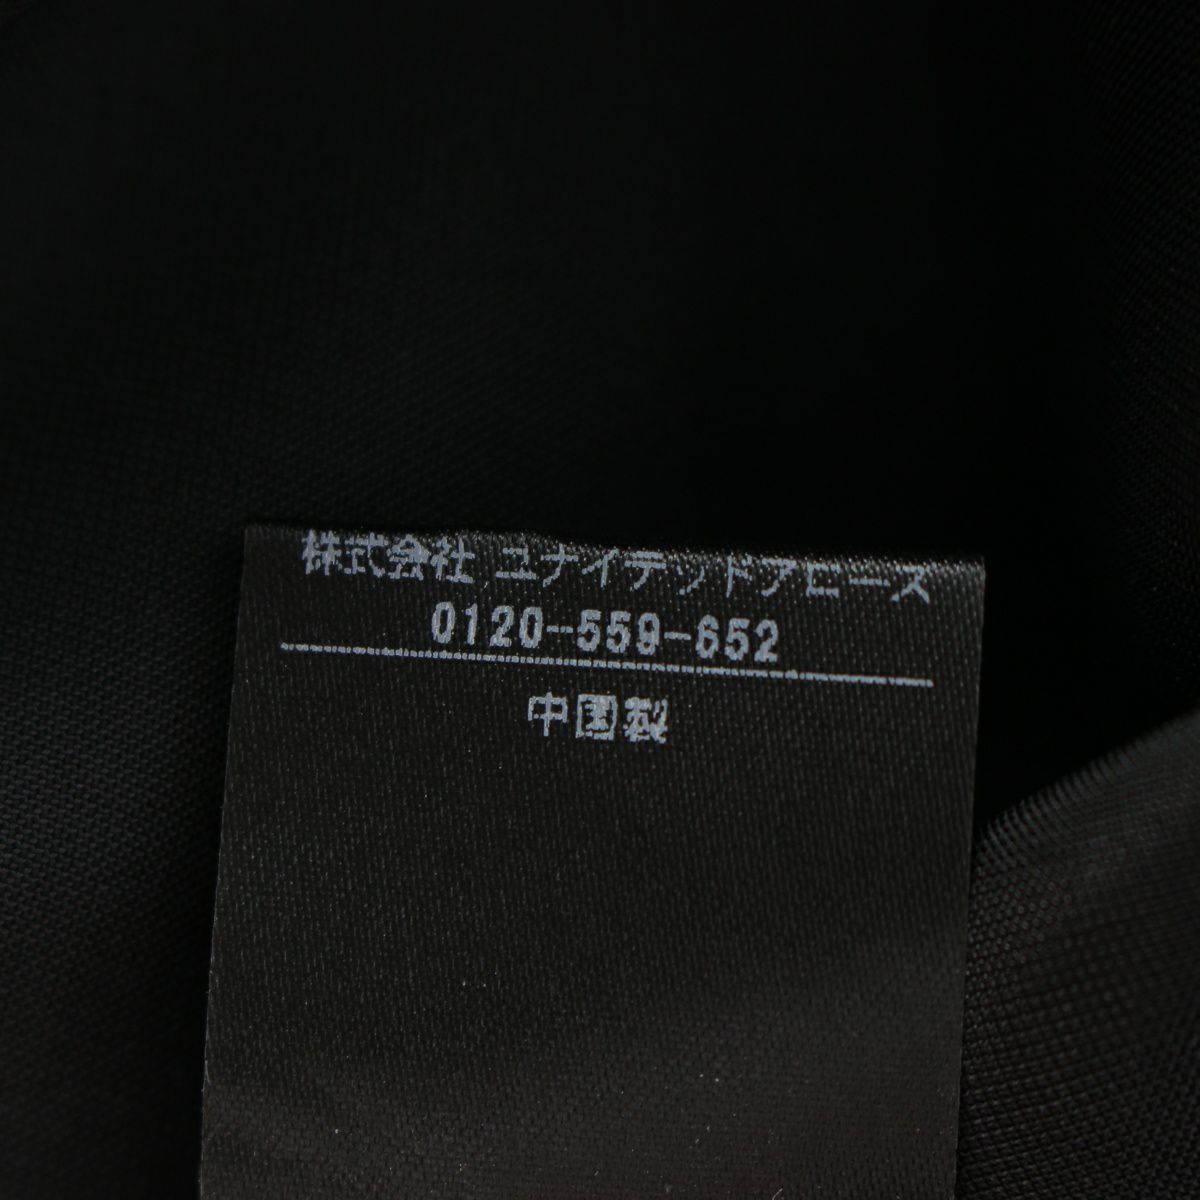 株式会社 ユナイテッドアローズ
0120-559-652
中国製